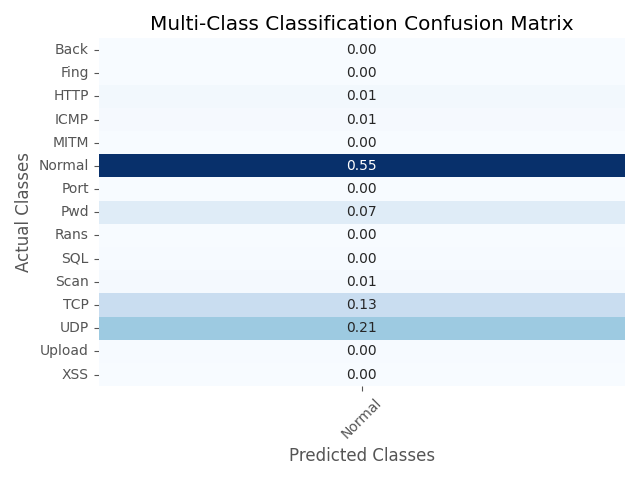 Multi-Class Classification Confusion Matrix
Actual Classes
Back 0.00
Fing 0.00
HTTP 0.01
ICMP 0.01
MITM 0.00
Normal 0.55
Port 0.00
Pwd 0.07
Rans 0.00
SQL 0.00
Scan 0.01
TCP 0.13
UDP 0.21
Upload 0.00
XSS 0.00
Normal
Predicted Classes